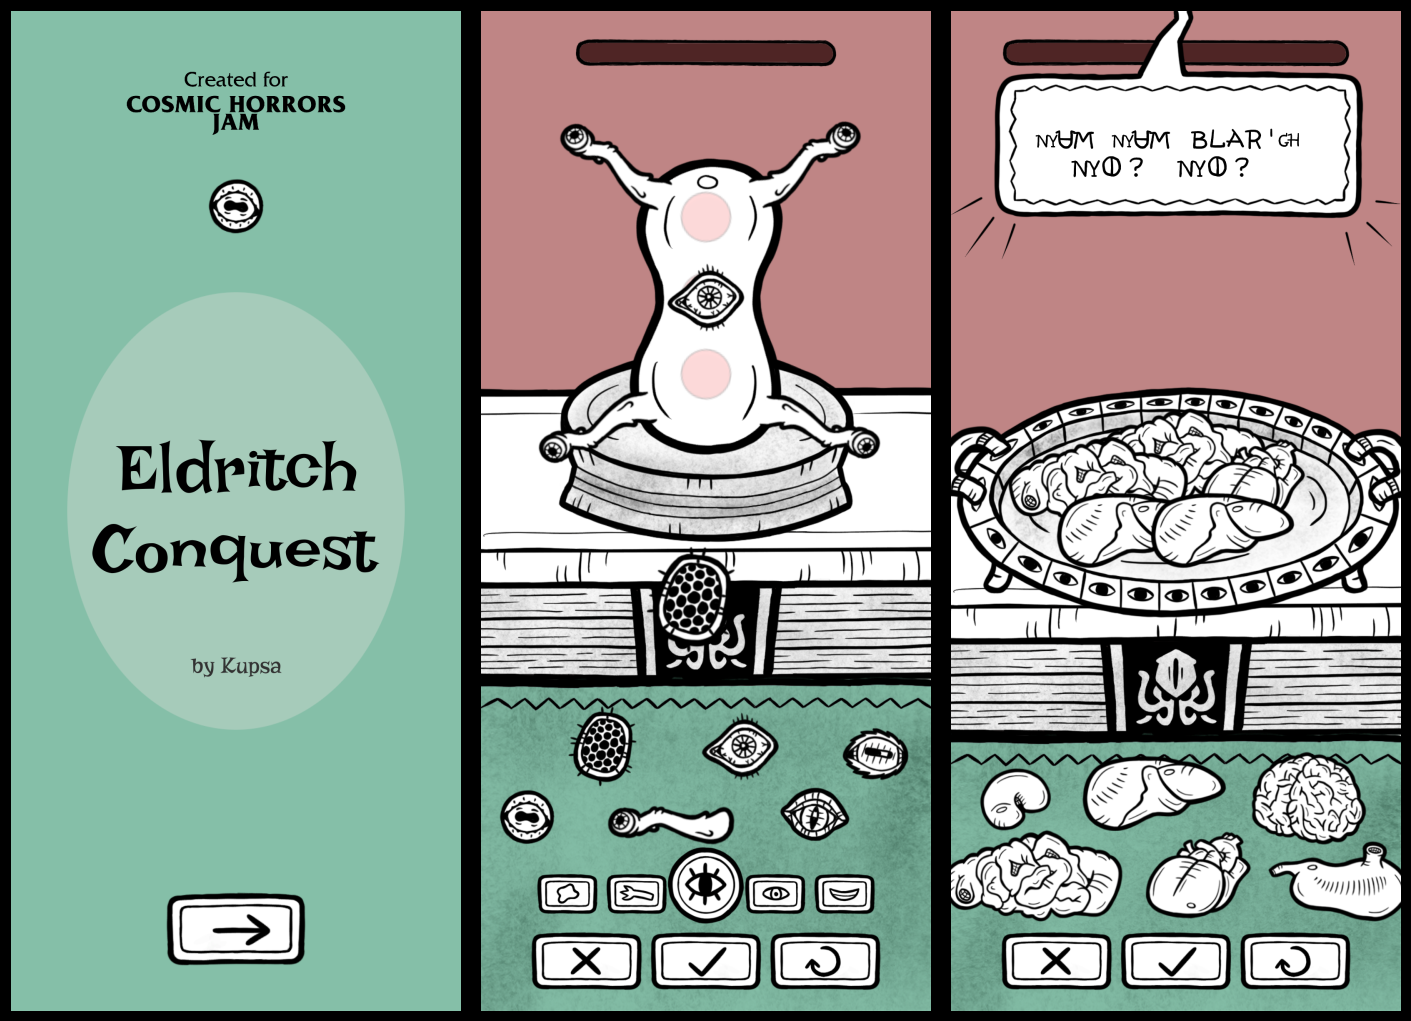 Created for
COSMIC HORRORS
JAM
Eldritch
Conquest
by Kupsa
NYUM NYUM BLAR'GH
NYO? NYO?